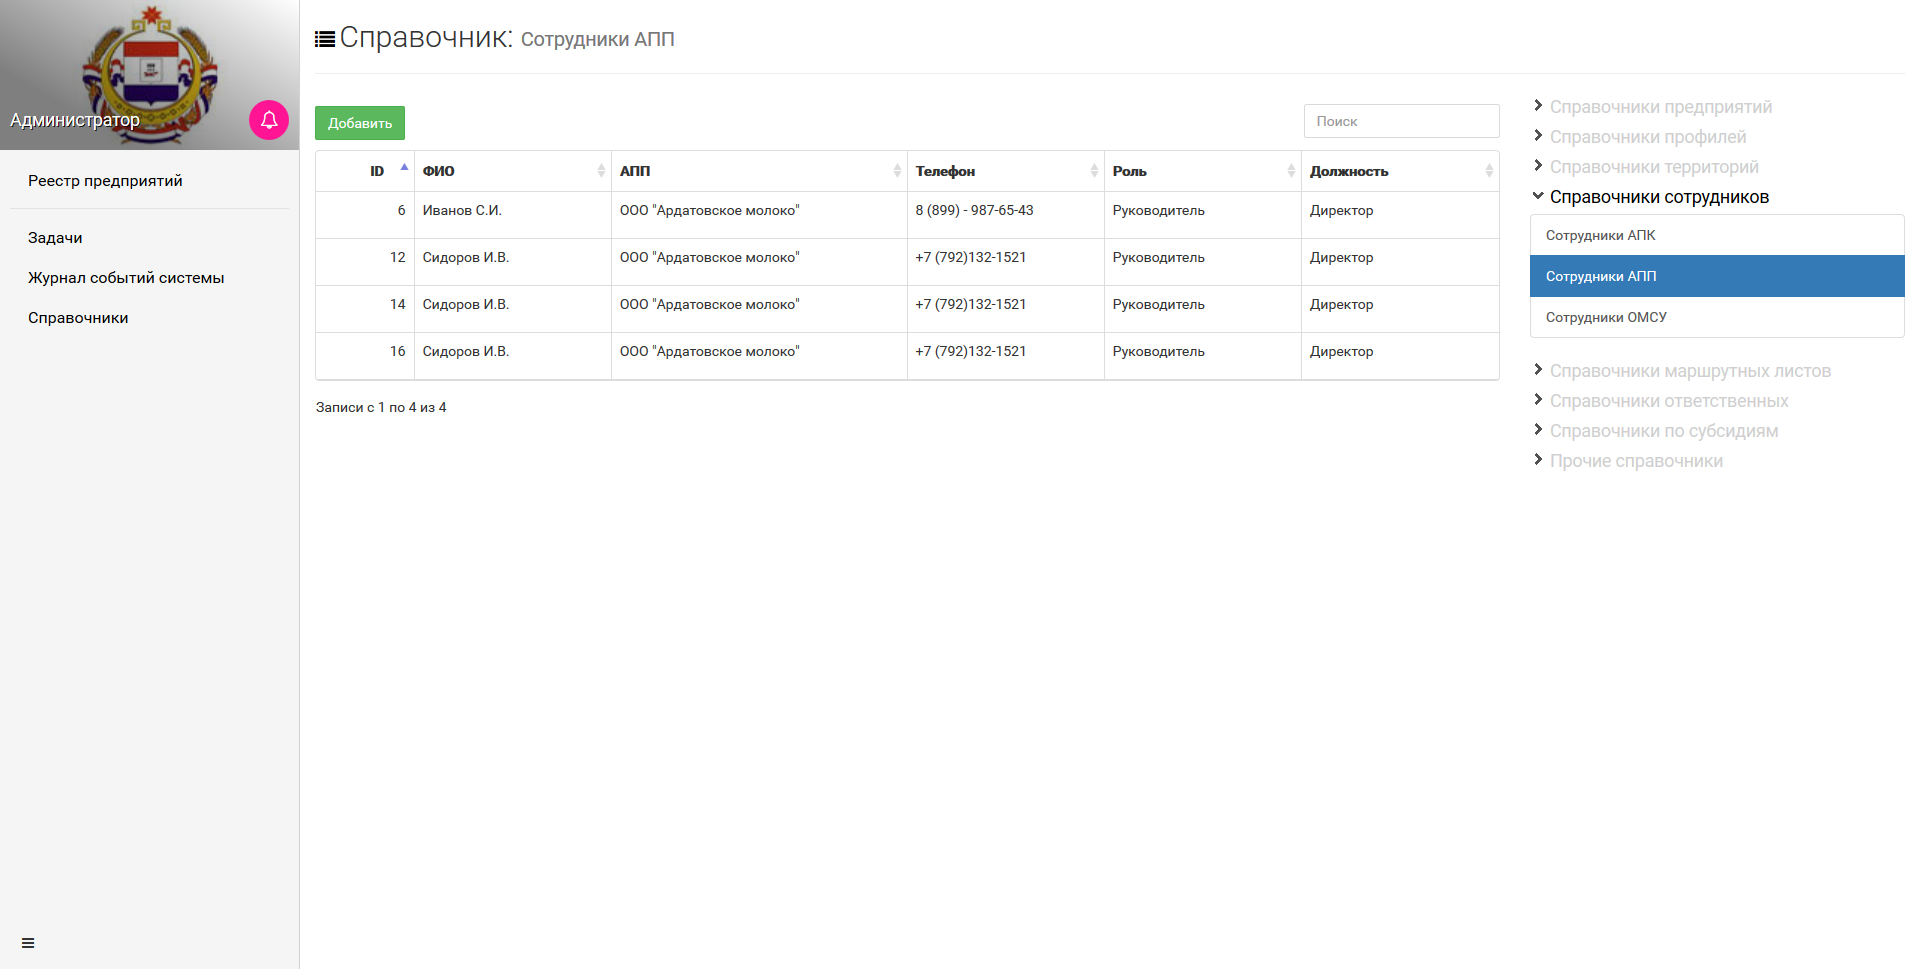 Администратор
Реестр предприятий
Задачи
Журнал событий системы
Справочники
Справочник: Сотрудники АПП
Добавить
Поиск
ID ФИО АПП Телефон Роль Должность
6 Иванов С.И. ООО "Ардатовское молоко" 8 (899) - 987-65-43 Руководитель Директор
12 Сидоров И.В. ООО "Ардатовское молоко" +7 (792)132-1521 Руководитель Директор
14 Сидоров И.В. ООО "Ардатовское молоко" +7 (792)132-1521 Руководитель Директор
16 Сидоров И.В. ООО "Ардатовское молоко" +7 (792)132-1521 Руководитель Директор
Записи с 1 по 4 из 4
Справочники предприятий
Справочники профилей
Справочники территорий
Справочники сотрудников
Сотрудники АПК
Сотрудники АПП
Сотрудники ОМСУ
Справочники маршрутных листов
Справочники ответственных
Справочники по субсидиям
Прочие справочники